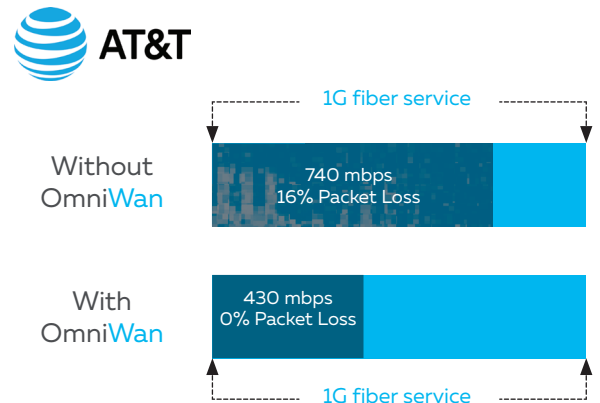 AT&T
1G fiber service
Without
OmniWan
740 mbps
16% Packet Loss
With
OmniWan
430 mbps
0% Packet Loss
1G fiber service